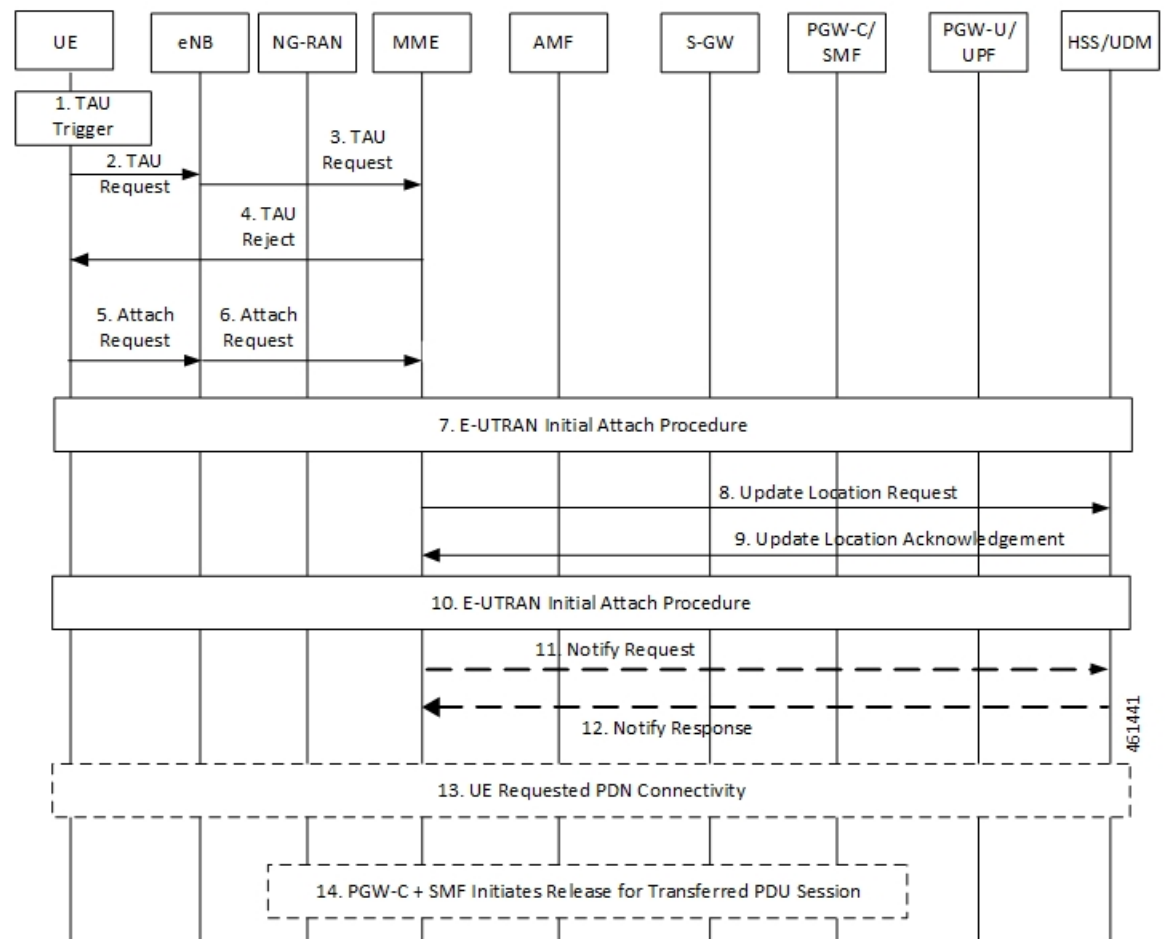 UE
eNB
NG-RAN
MME
AMF
S-GW
PGW-C/
SMF
PGW-U/
UPF
HSS/UDM
1. TAU
Trigger
2. TAU
Request
3. TAU
Request
4. TAU
Reject
5. Attach
Request
6. Attach
Request
7. E-UTRAN Initial Attach Procedure
8. Update Location Request
9. Update Location Acknowledgement
10. E-UTRAN Initial Attach Procedure
11. Notify Request
12. Notify Response
461441
13. UE Requested PDN Connectivity
14. PGW-C + SMF Initiates Release for Transferred PDU Session